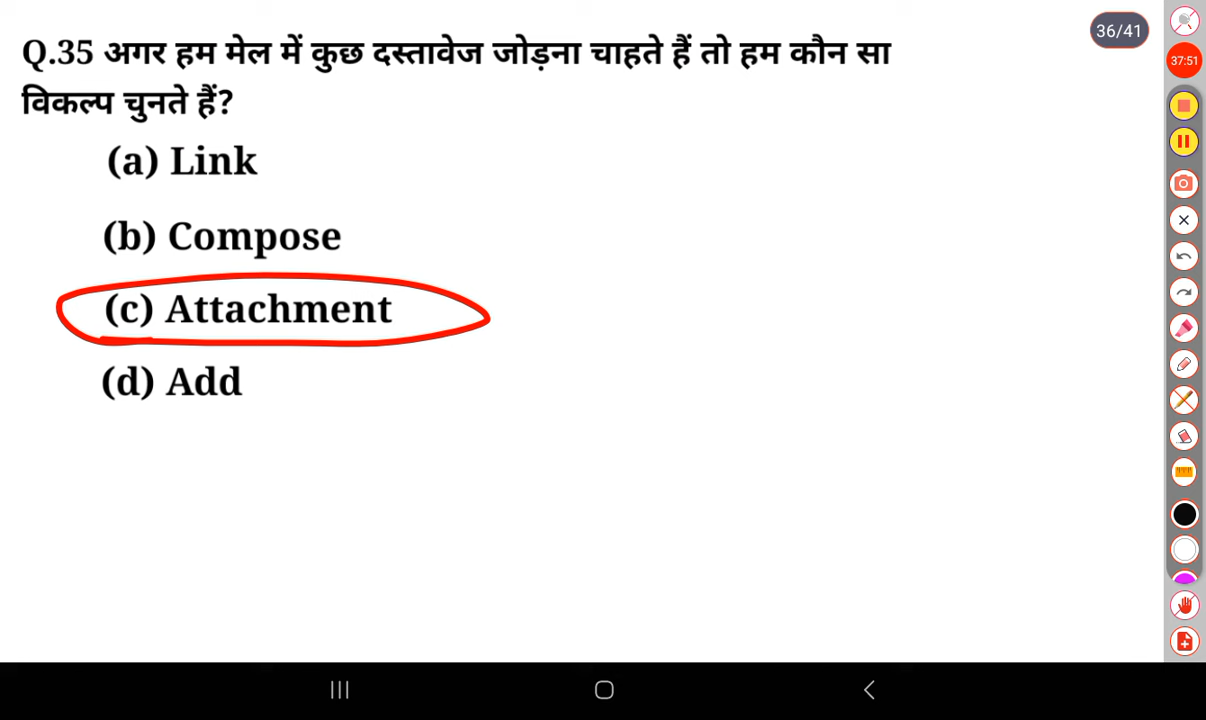 36/41
37:51
Q.35 अगर हम मेल में कुछ दस्तावेज जोड़ना चाहते हैं तो हम कौन सा
विकल्प चुनते हैं?
(a) Link
(b) Compose
(c) Attachment
(d) Add